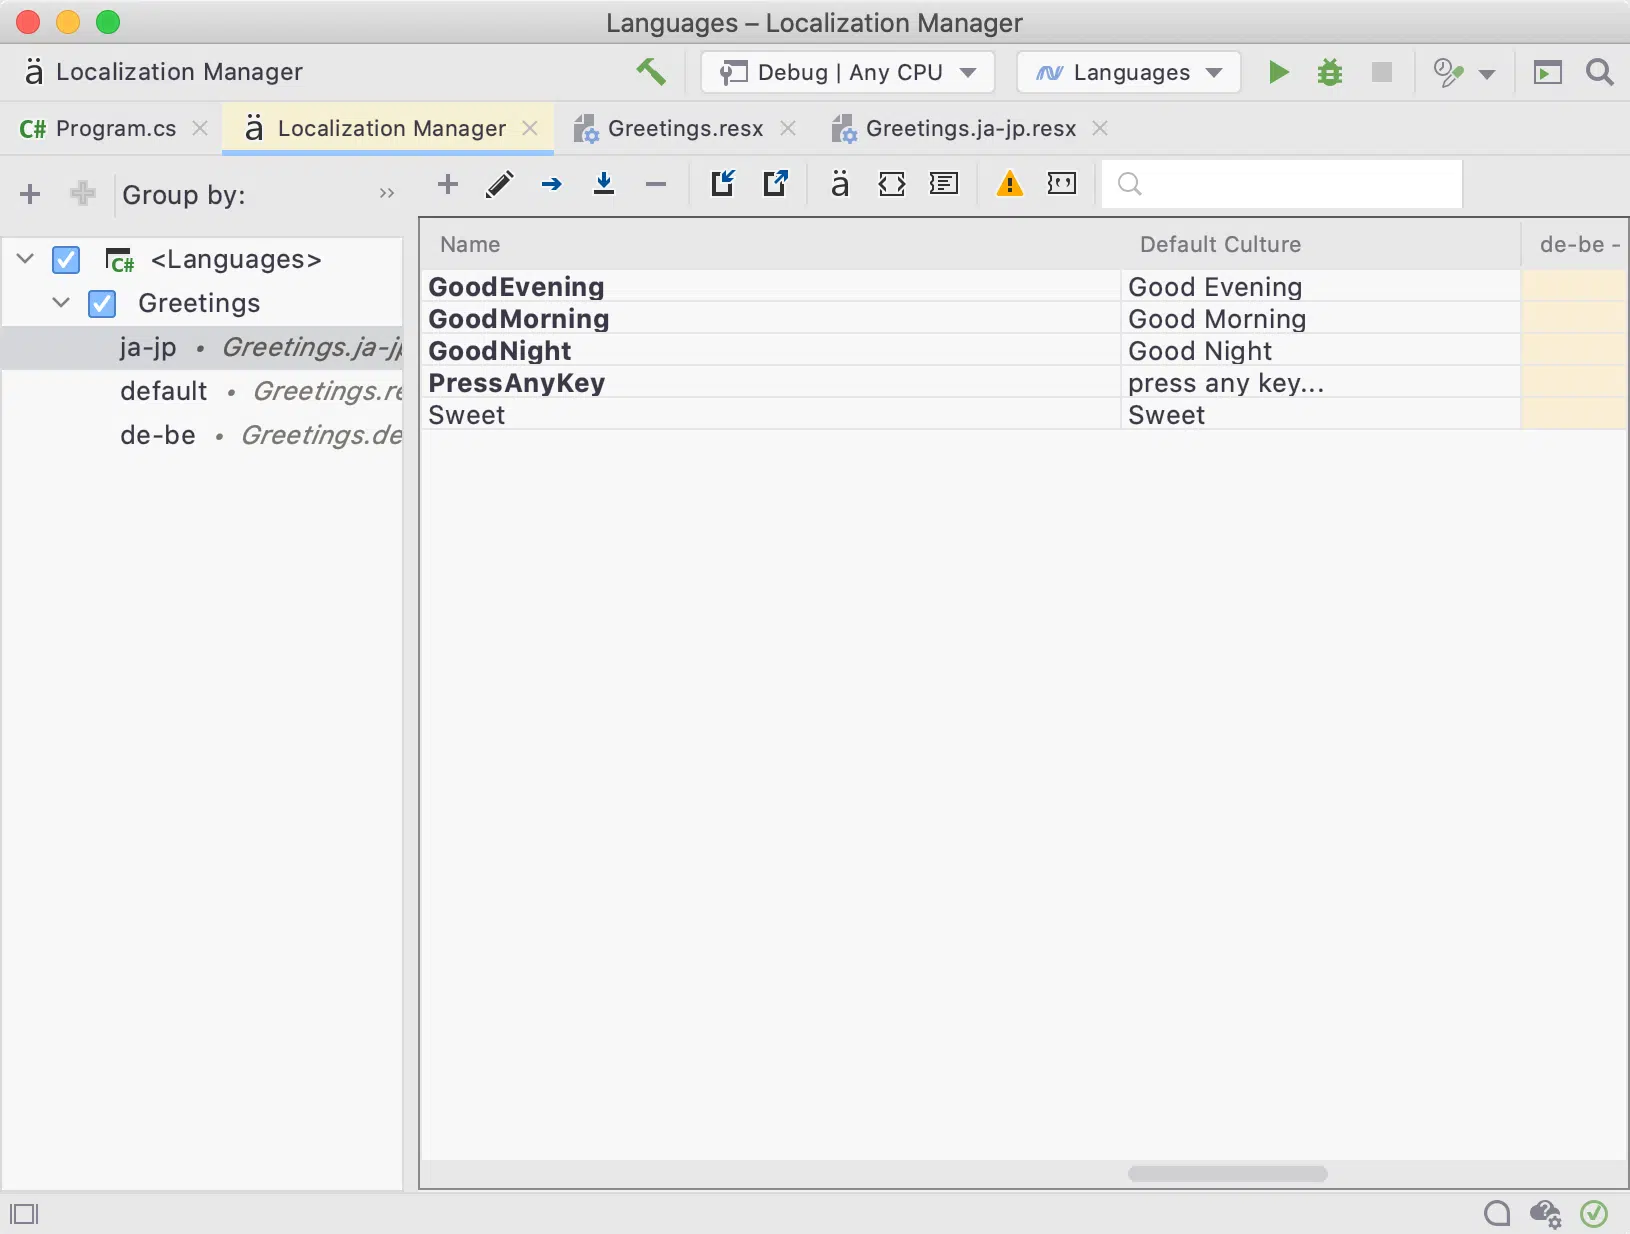 Languages – Localization Manager
ä Localization Manager
Debug | Any CPU
Languages
C# Program.cs
ä Localization Manager
Greetings.resx
Greetings.ja-jp.resx
Group by:
ä
Name
Default Culture
de-be -
C# <Languages>
Greetings
ja-jp • Greetings.ja-j
default • Greetings.re
de-be • Greetings.de
GoodEvening
Good Evening
GoodMorning
Good Morning
GoodNight
Good Night
PressAnyKey
press any key...
Sweet
Sweet